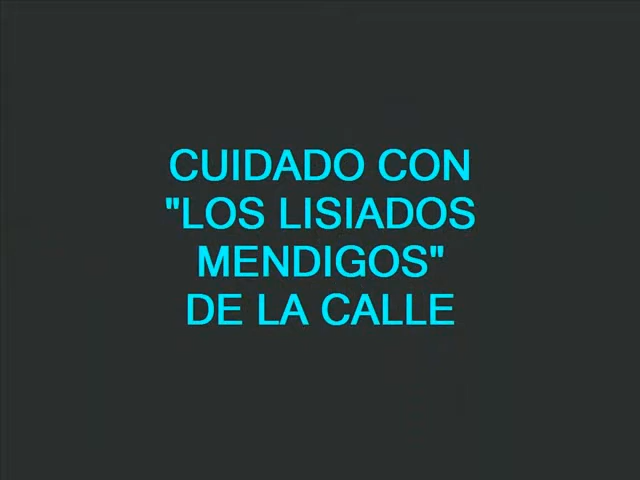 CUIDADO CON
"LOS LISIADOS
MENDIGOS"
DE LA CALLE